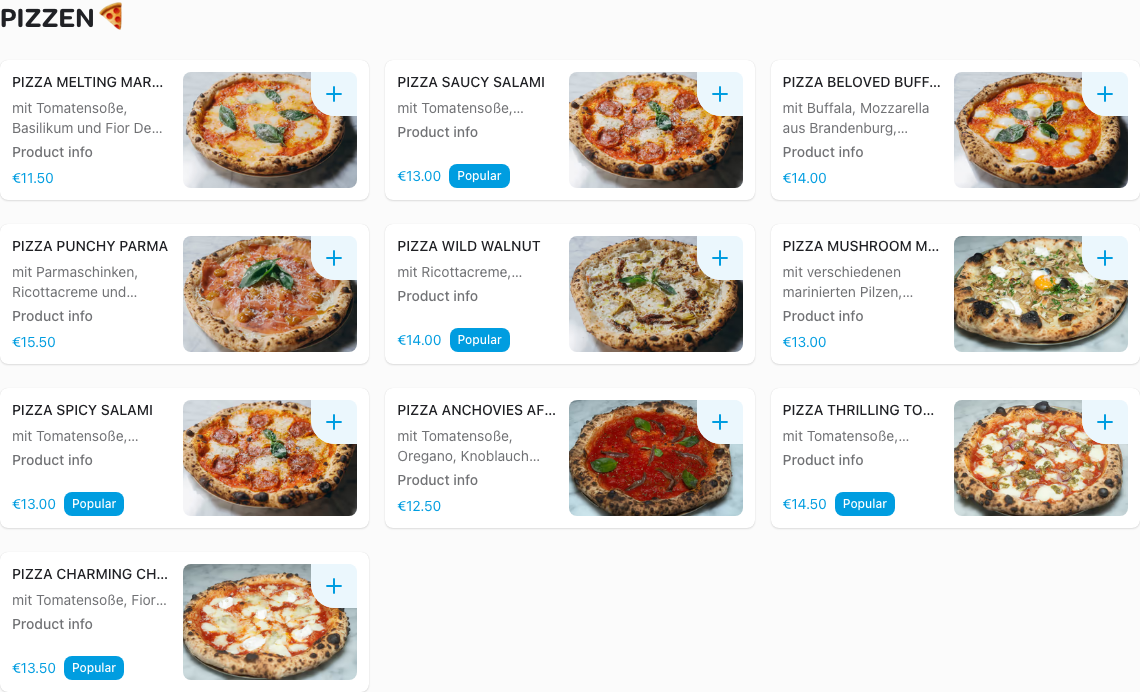 PIZZEN 🍕
PIZZA MELTING MAR...
mit Tomatensoße,
Basilikum und Fior De...
Product info
€11.50
PIZZA SAUCY SALAMI
mit Tomatensoße,...
Product info
€13.00 Popular
PIZZA BELOVED BUFF...
mit Buffala, Mozzarella
aus Brandenburg,...
Product info
€14.00
PIZZA PUNCHY PARMA
mit Parmaschinken,
Ricottacreme und...
Product info
€15.50
PIZZA WILD WALNUT
mit Ricottacreme,...
Product info
€14.00 Popular
PIZZA MUSHROOM M...
mit verschiedenen
marinierten Pilzen,...
Product info
€13.00
PIZZA SPICY SALAMI
mit Tomatensoße,...
Product info
€13.00 Popular
PIZZA ANCHOVIES AF...
mit Tomatensoße,
Oregano, Knoblauch...
Product info
€12.50
PIZZA THRILLING TO...
mit Tomatensoße,...
Product info
€14.50 Popular
PIZZA CHARMING CH...
mit Tomatensoße, Fior...
Product info
€13.50 Popular